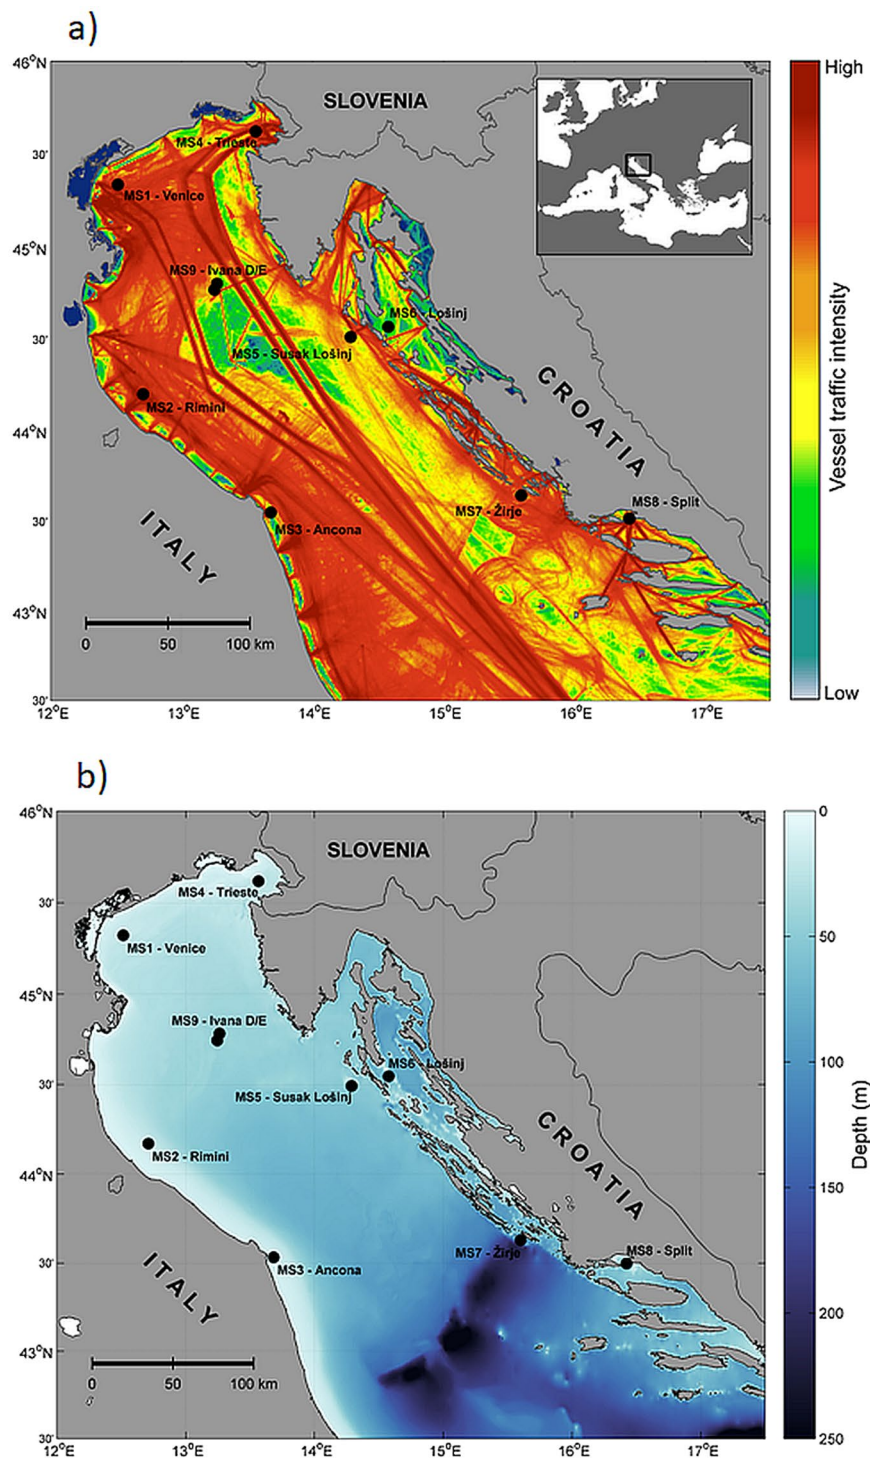 a)
46°N
30'
45°N
30'
44°N
30'
43°N
30'
12°E
13°E
14°E
15°E
16°E
17°E
SLOVENIA
CROATIA
ITALY
MS4 - Trieste
MS1 - Venice
MS9 - Ivana D/E
MS6 - Lošinj
MS5 - Susak Lošinj
MS2 - Rimini
MS7 - Žirje
MS8 - Split
MS3 - Ancona
0 50 100 km
High
Vessel traffic intensity
Low
b)
46°N
30'
45°N
30'
44°N
30'
43°N
30'
12°E
13°E
14°E
15°E
16°E
17°E
SLOVENIA
CROATIA
ITALY
MS4 - Trieste
MS1 - Venice
MS9 - Ivana D/E
MS6 - Lošinj
MS5 - Susak Lošinj
MS2 - Rimini
MS7 - Žirje
MS8 - Split
MS3 - Ancona
0 50 100 km
0
50
100
150
200
250
Depth (m)